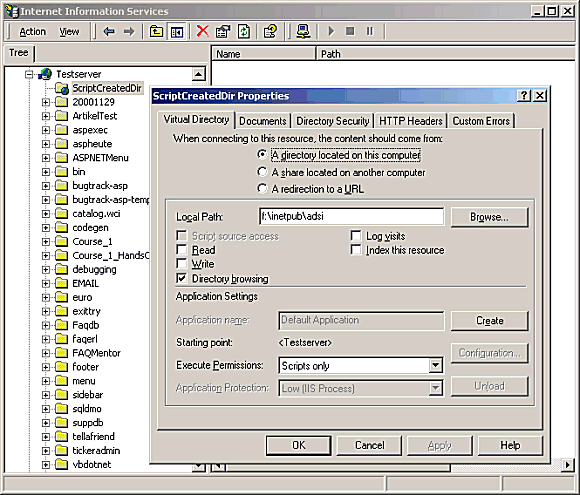 Internet Information Services
Action View
Tree
Name Path
Testserver
ScriptCreatedDir
20001129
ArtikelTest
aspexec
aspheute
ASPNETMenu
bin
bugtrack-asp
bugtrack-asp-temp
catalog.wci
codegen
Course_1
Course_1_HandsO
debugging
EMAIL
euro
exittry
Faqdb
faqerl
FAQMentor
footer
menu
sidebar
sqldmo
suppdb
tellafriend
tickeradmin
vbdotnet
ScriptCreatedDir Properties
Virtual Directory Documents Directory Security HTTP Headers Custom Errors
When connecting to this resource, the content should come from:
A directory located on this computer
A share located on another computer
A redirection to a URL
Local Path: f:\inetpub\adsi Browse...
Script source access Log visits
Read Index this resource
Write
Directory browsing
Application Settings
Application name: Default Application Create
Starting point: <Testserver>
Configuration...
Execute Permissions: Scripts only
Application Protection: Low (IIS Process) Unload
OK Cancel Apply Help